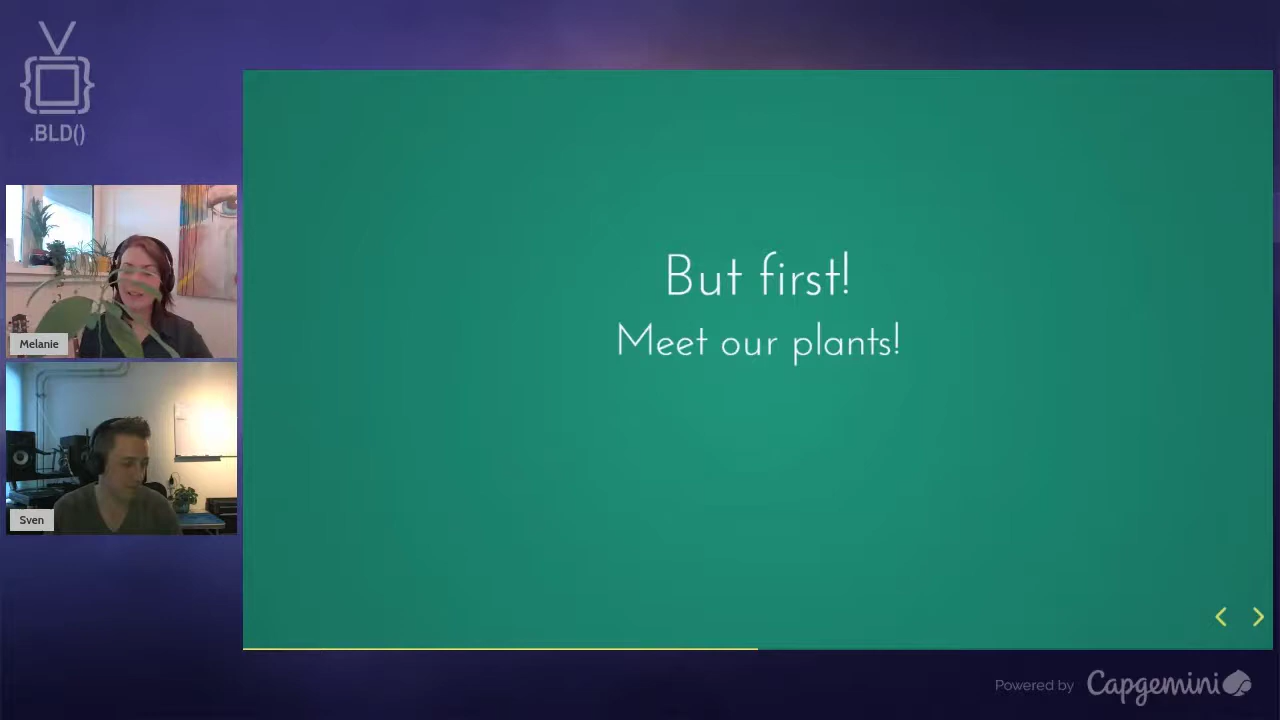 .BLD()
Melanie
Sven
But first!
Meet our plants!
Powered by Capgemini